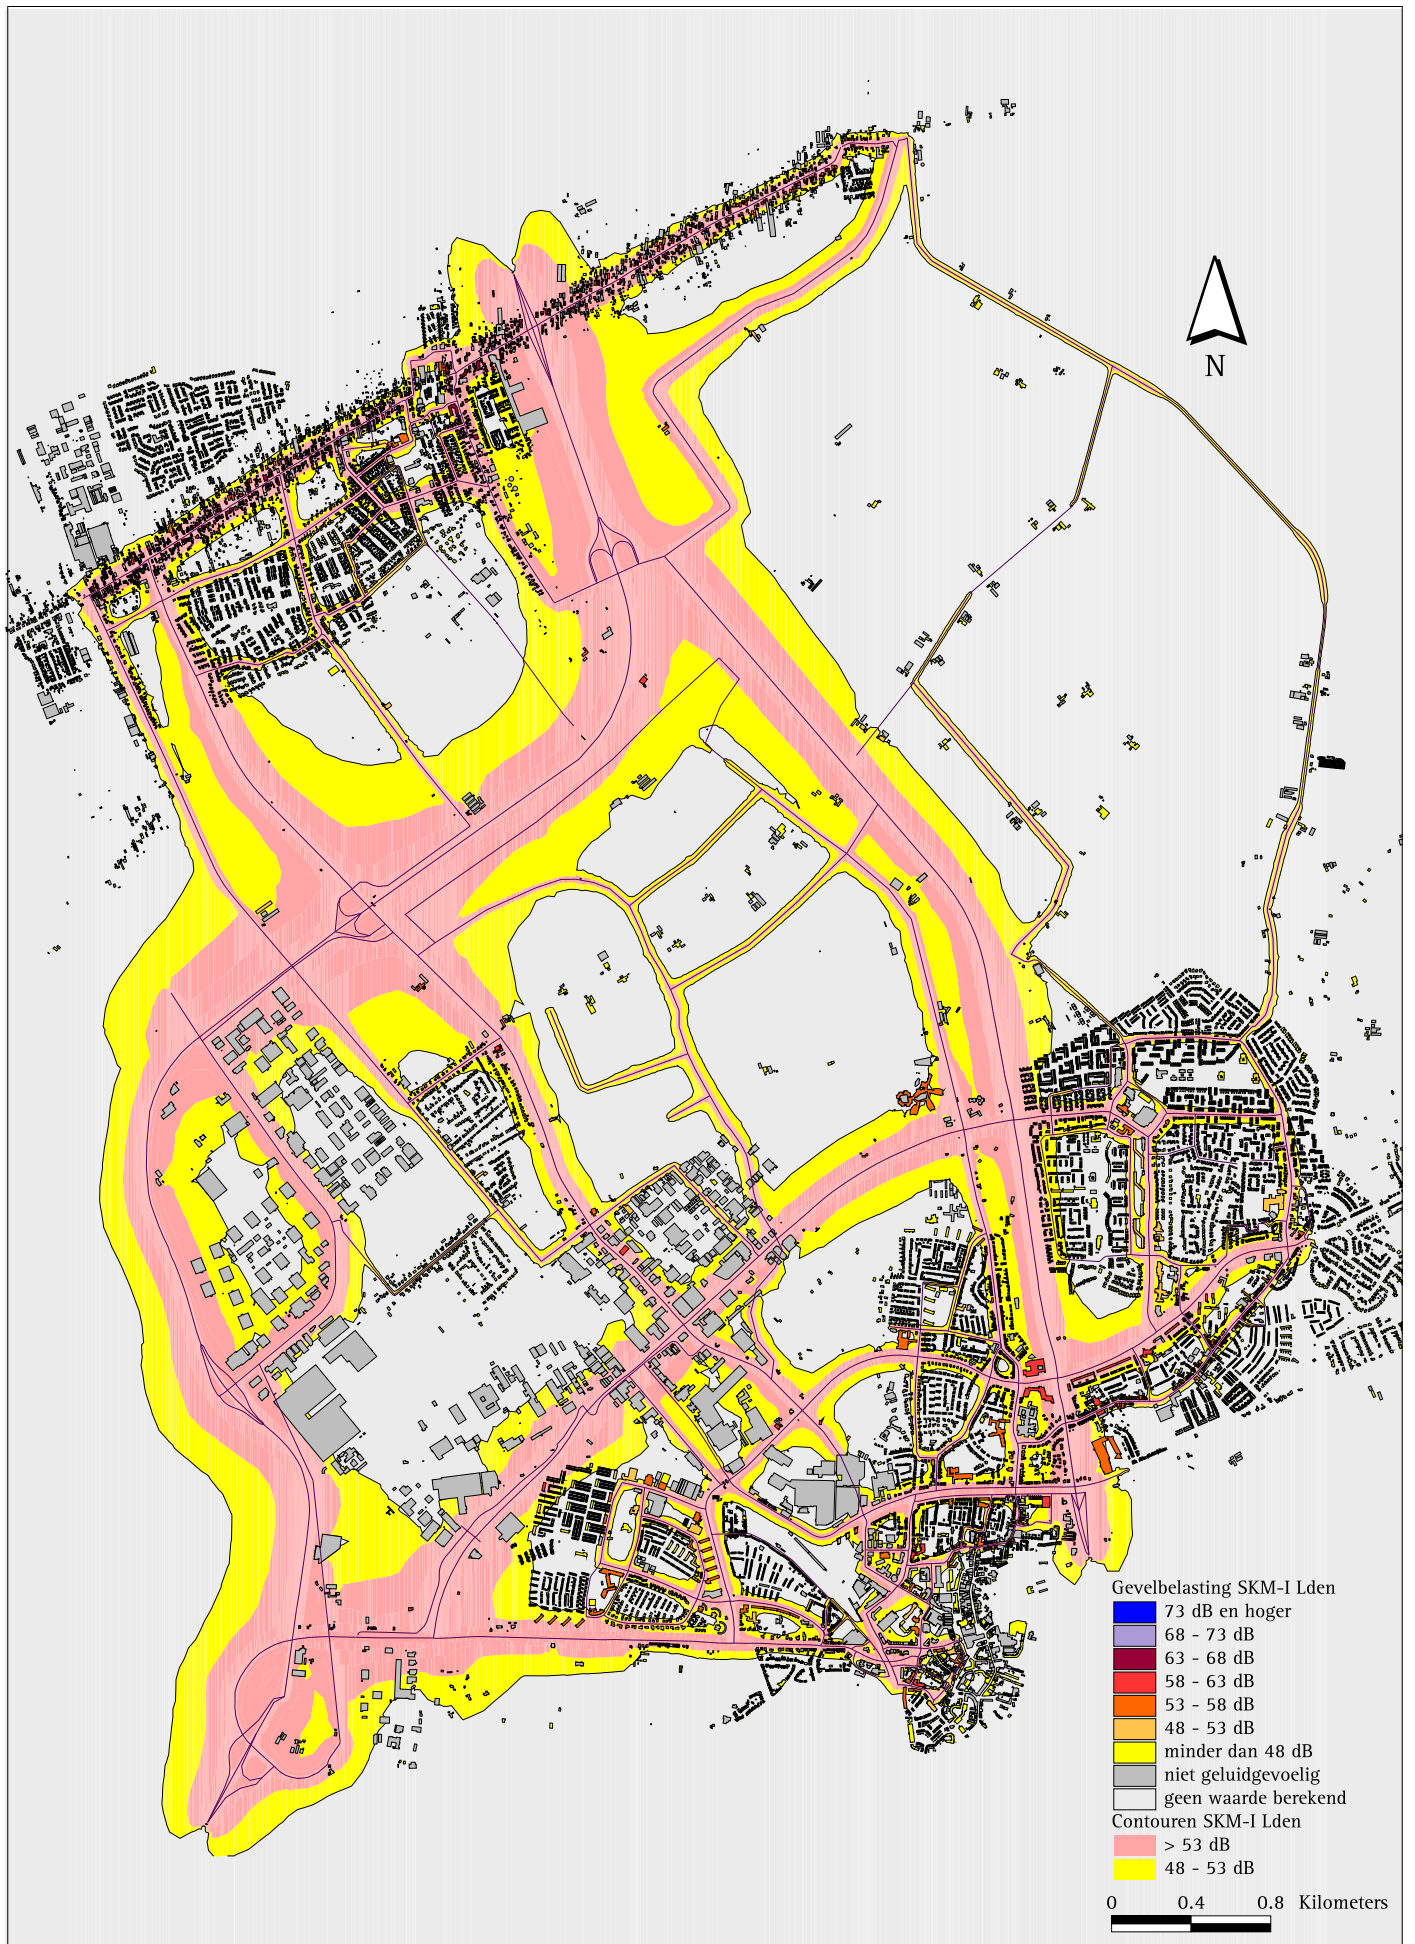 N
Gevelbelasting SKM-I Lden
73 dB en hoger
68 - 73 dB
63 - 68 dB
58 - 63 dB
53 - 58 dB
48 - 53 dB
minder dan 48 dB
niet geluidgevoelig
geen waarde berekend
Contouren SKM-I Lden
> 53 dB
48 - 53 dB
0 0.4 0.8 Kilometers